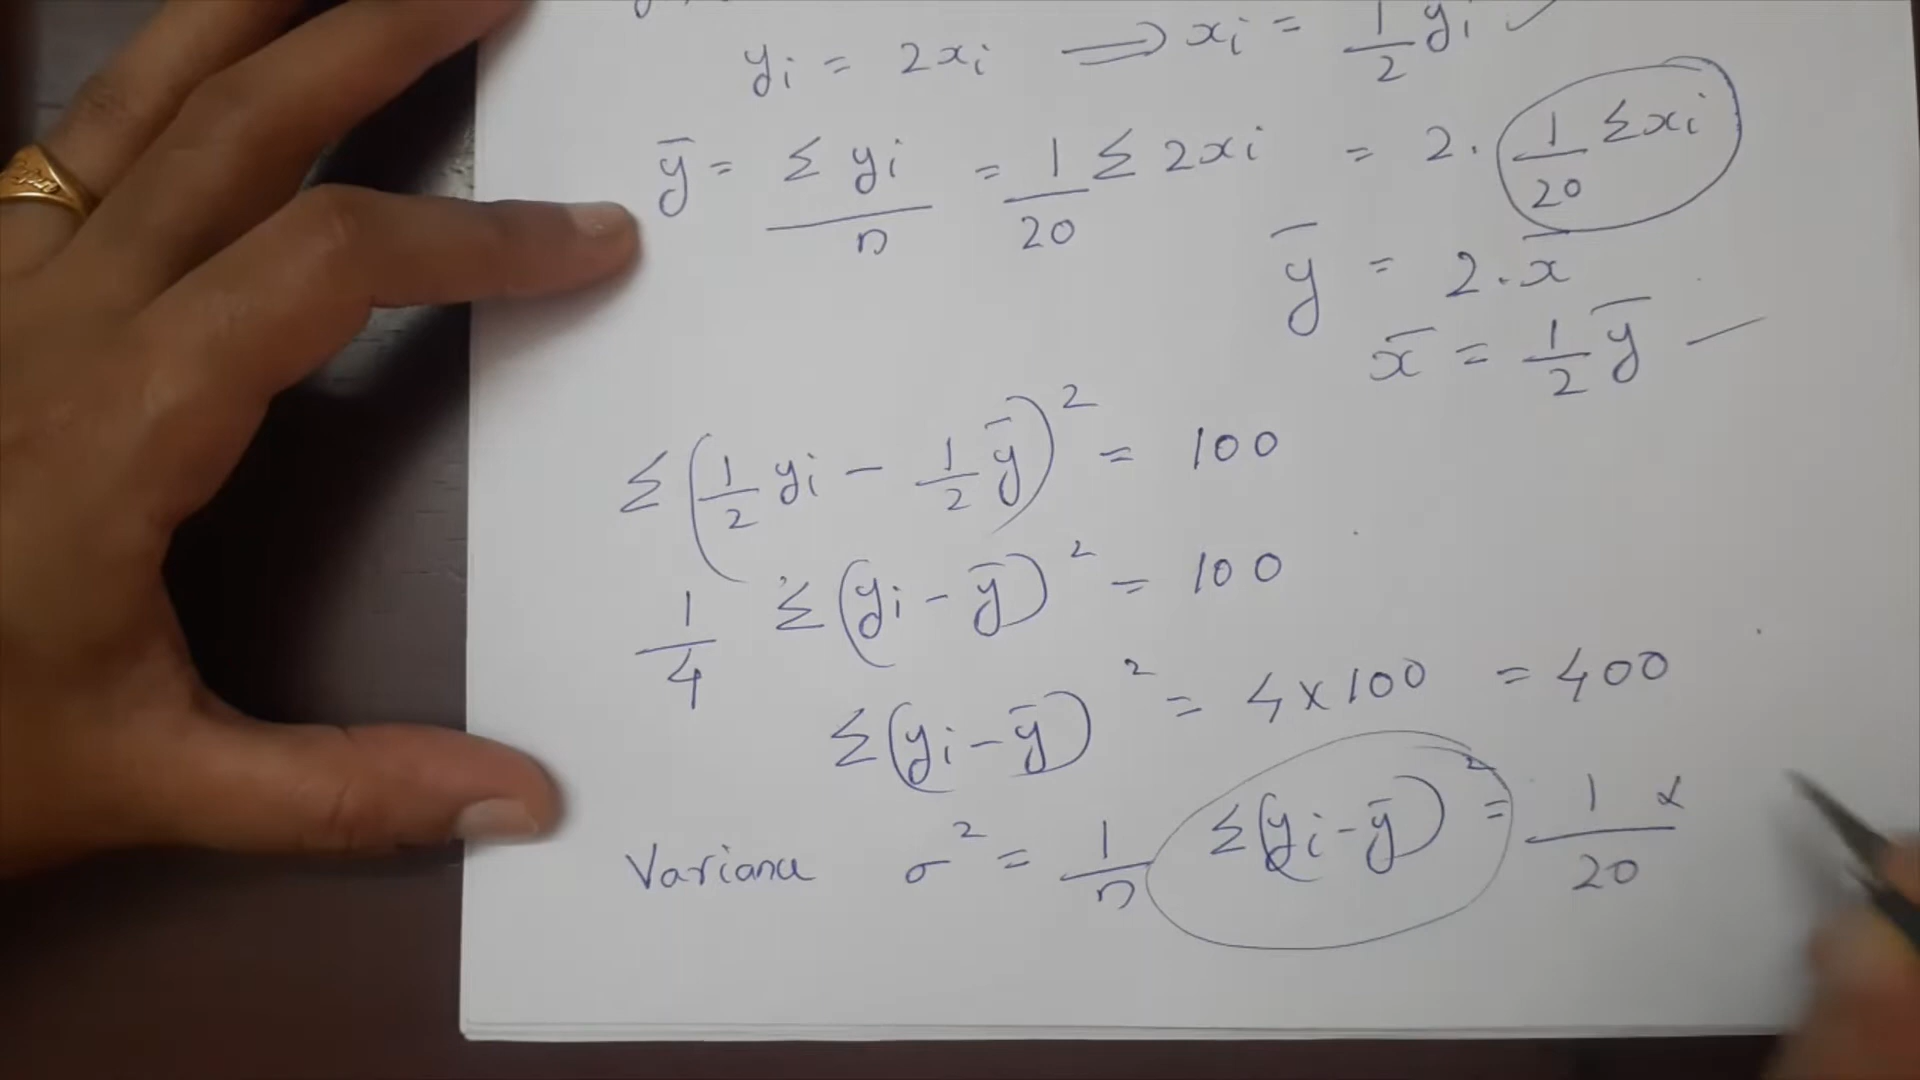 yi = 2xi ⟹ xi = 1/2 yi ✓
ȳ = Σ yi / n = 1/20 Σ 2xi = 2 · 1/20 Σxi
ȳ = 2 · x̄
x̄ = 1/2 ȳ —
Σ(1/2 yi − 1/2 ȳ)² = 100
1/4 Σ(yi − ȳ)² = 100
Σ(yi − ȳ)² = 4 × 100 = 400
Variance σ² = 1/n Σ(yi − ȳ)² = 1/20 ×